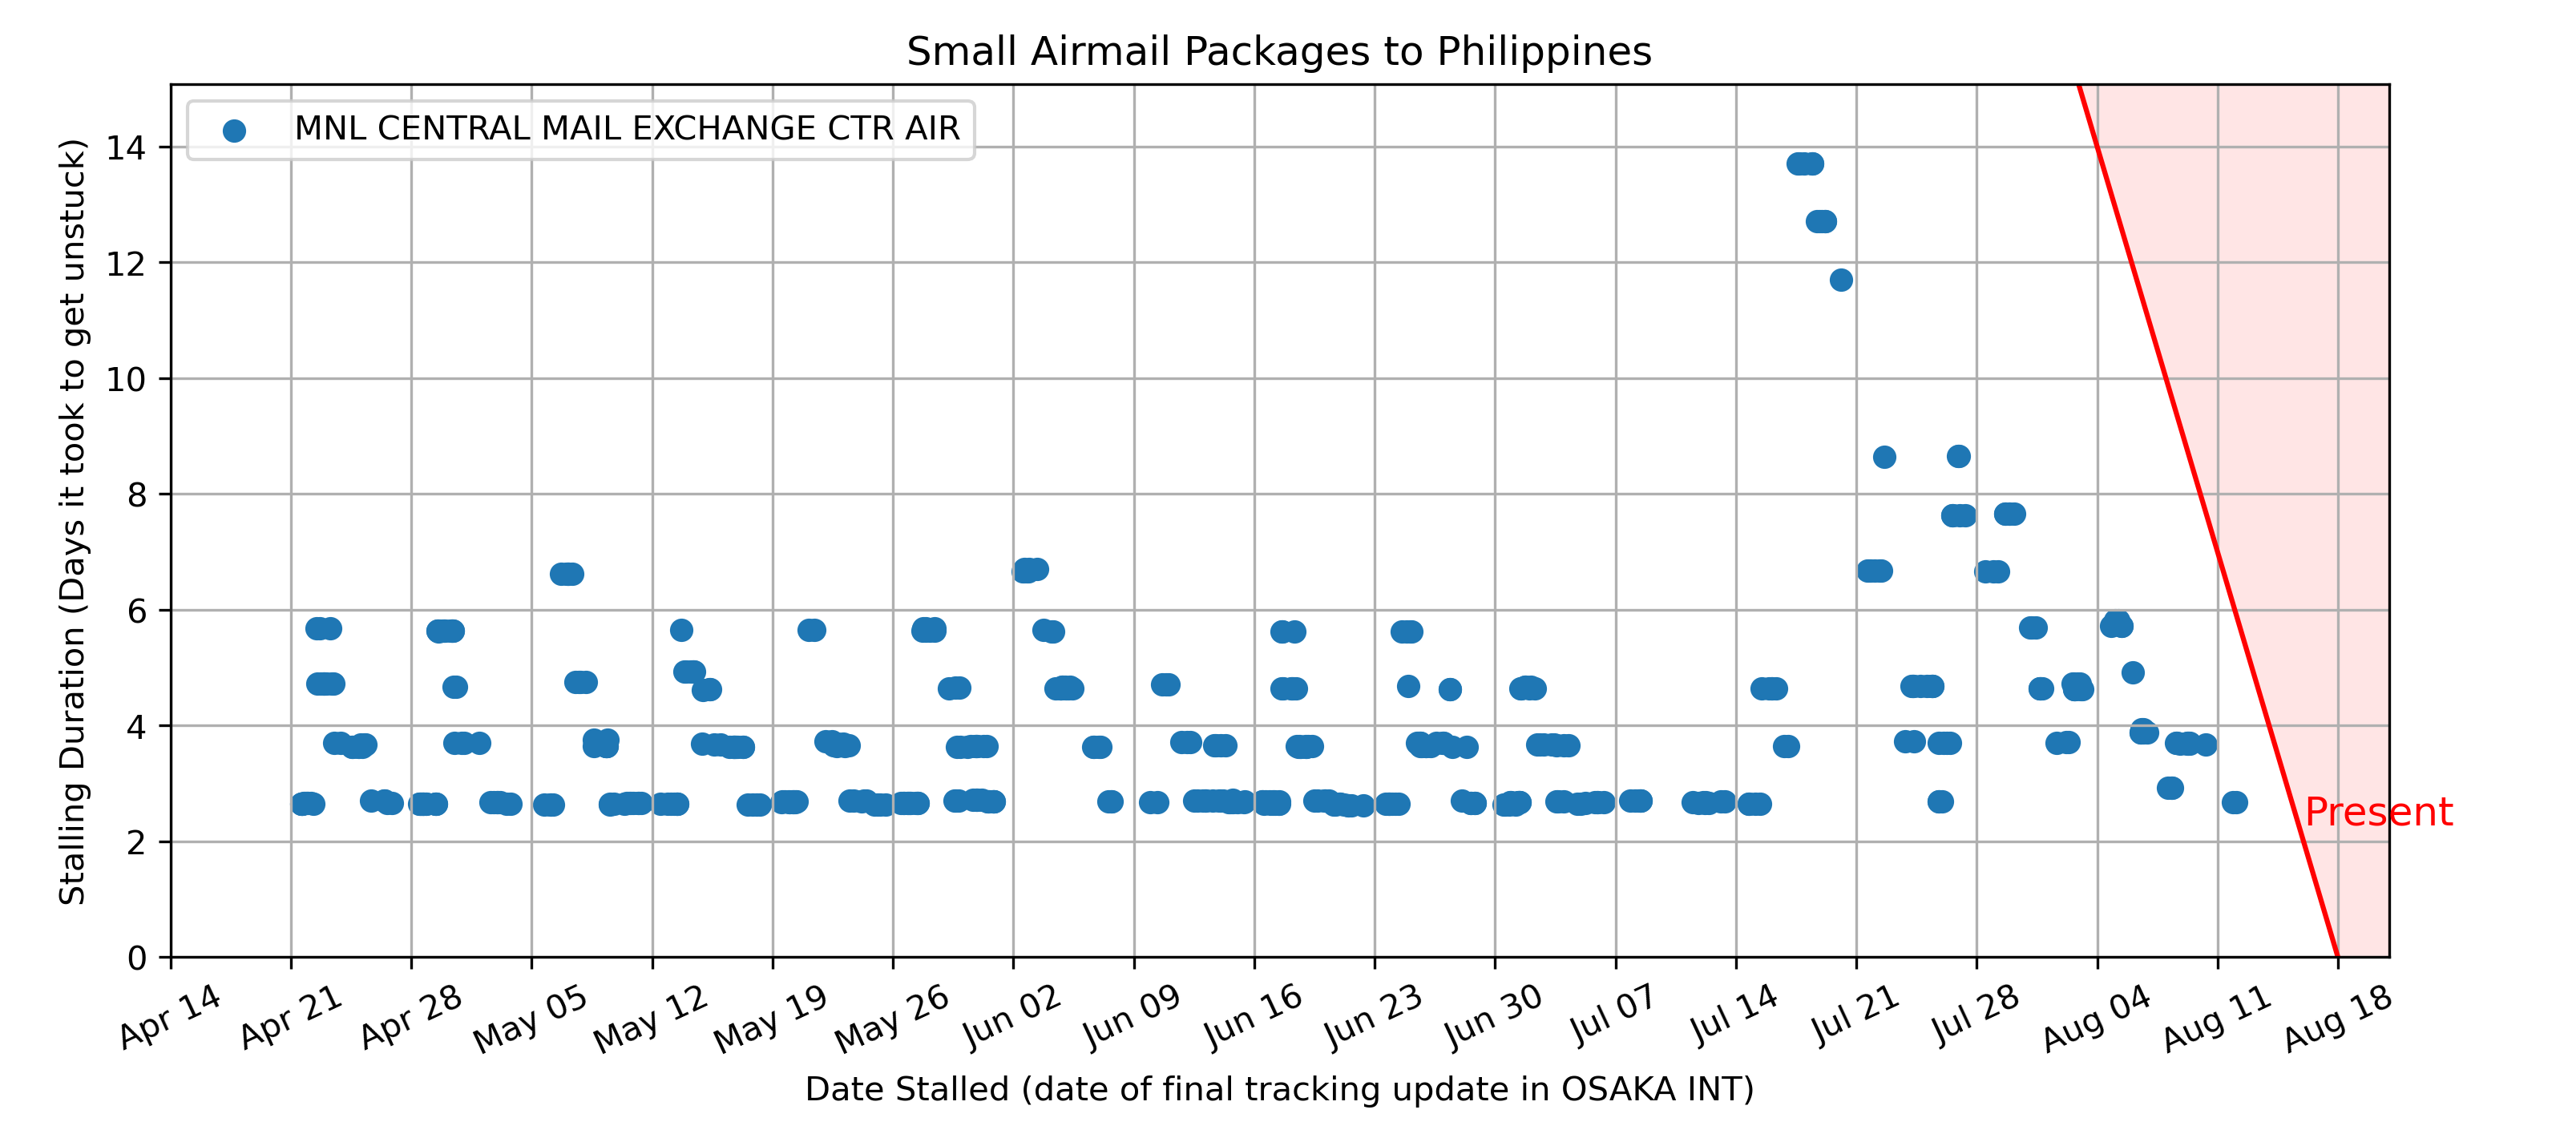 Small Airmail Packages to Philippines
MNL CENTRAL MAIL EXCHANGE CTR AIR
Stalling Duration (Days it took to get unstuck)
14
12
10
8
6
4
2
0
Present
Apr 14
Apr 21
Apr 28
May 05
May 12
May 19
May 26
Jun 02
Jun 09
Jun 16
Jun 23
Jun 30
Jul 07
Jul 14
Jul 21
Jul 28
Aug 04
Aug 11
Aug 18
Date Stalled (date of final tracking update in OSAKA INT)